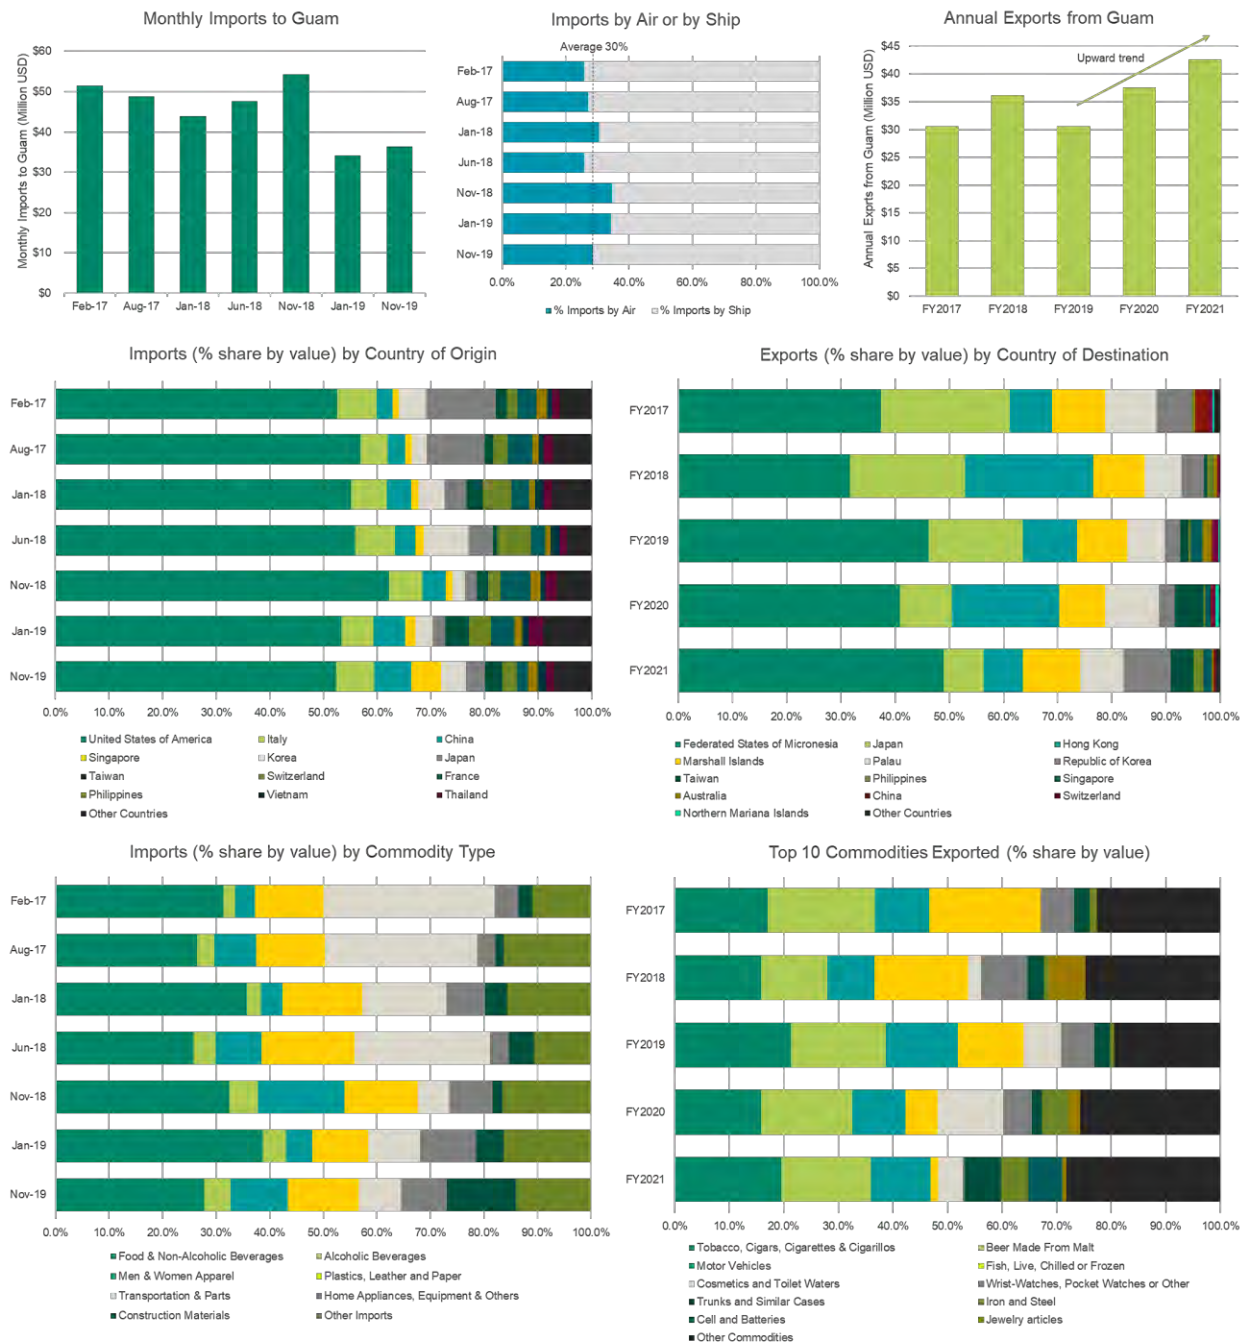 Monthly Imports to Guam
Monthly Imports to Guam (Million USD)
$60
$50
$40
$30
$20
$10
$0
Feb-17 Aug-17 Jan-18 Jun-18 Nov-18 Jan-19 Nov-19
Imports by Air or by Ship
Average 30%
Feb-17
Aug-17
Jan-18
Jun-18
Nov-18
Jan-19
Nov-19
0.0% 20.0% 40.0% 60.0% 80.0% 100.0%
% Imports by Air % Imports by Ship
Annual Exports from Guam
Annual Exprts from Guam (Million USD)
Upward trend
$45
$40
$35
$30
$25
$20
$15
$10
$5
$0
FY2017 FY2018 FY2019 FY2020 FY2021
Imports (% share by value) by Country of Origin
Feb-17
Aug-17
Jan-18
Jun-18
Nov-18
Jan-19
Nov-19
0.0% 10.0% 20.0% 30.0% 40.0% 50.0% 60.0% 70.0% 80.0% 90.0% 100.0%
United States of America Italy China
Singapore Korea Japan
Taiwan Switzerland France
Philippines Vietnam Thailand
Other Countries
Exports (% share by value) by Country of Destination
FY2017
FY2018
FY2019
FY2020
FY2021
0.0% 10.0% 20.0% 30.0% 40.0% 50.0% 60.0% 70.0% 80.0% 90.0% 100.0%
Federated States of Micronesia Japan Hong Kong
Marshall Islands Palau Republic of Korea
Taiwan Philippines Singapore
Australia China Switzerland
Northern Mariana Islands Other Countries
Imports (% share by value) by Commodity Type
Feb-17
Aug-17
Jan-18
Jun-18
Nov-18
Jan-19
Nov-19
0.0% 10.0% 20.0% 30.0% 40.0% 50.0% 60.0% 70.0% 80.0% 90.0% 100.0%
Food & Non-Alcoholic Beverages Alcoholic Beverages
Men & Women Apparel Plastics, Leather and Paper
Transportation & Parts Home Appliances, Equipment & Others
Construction Materials Other Imports
Top 10 Commodities Exported (% share by value)
FY2017
FY2018
FY2019
FY2020
FY2021
0.0% 10.0% 20.0% 30.0% 40.0% 50.0% 60.0% 70.0% 80.0% 90.0% 100.0%
Tobacco, Cigars, Cigarettes & Cigarillos Beer Made From Malt
Motor Vehicles Fish, Live, Chilled or Frozen
Cosmetics and Toilet Waters Wrist-Watches, Pocket Watches or Other
Trunks and Similar Cases Iron and Steel
Cell and Batteries Jewelry articles
Other Commodities